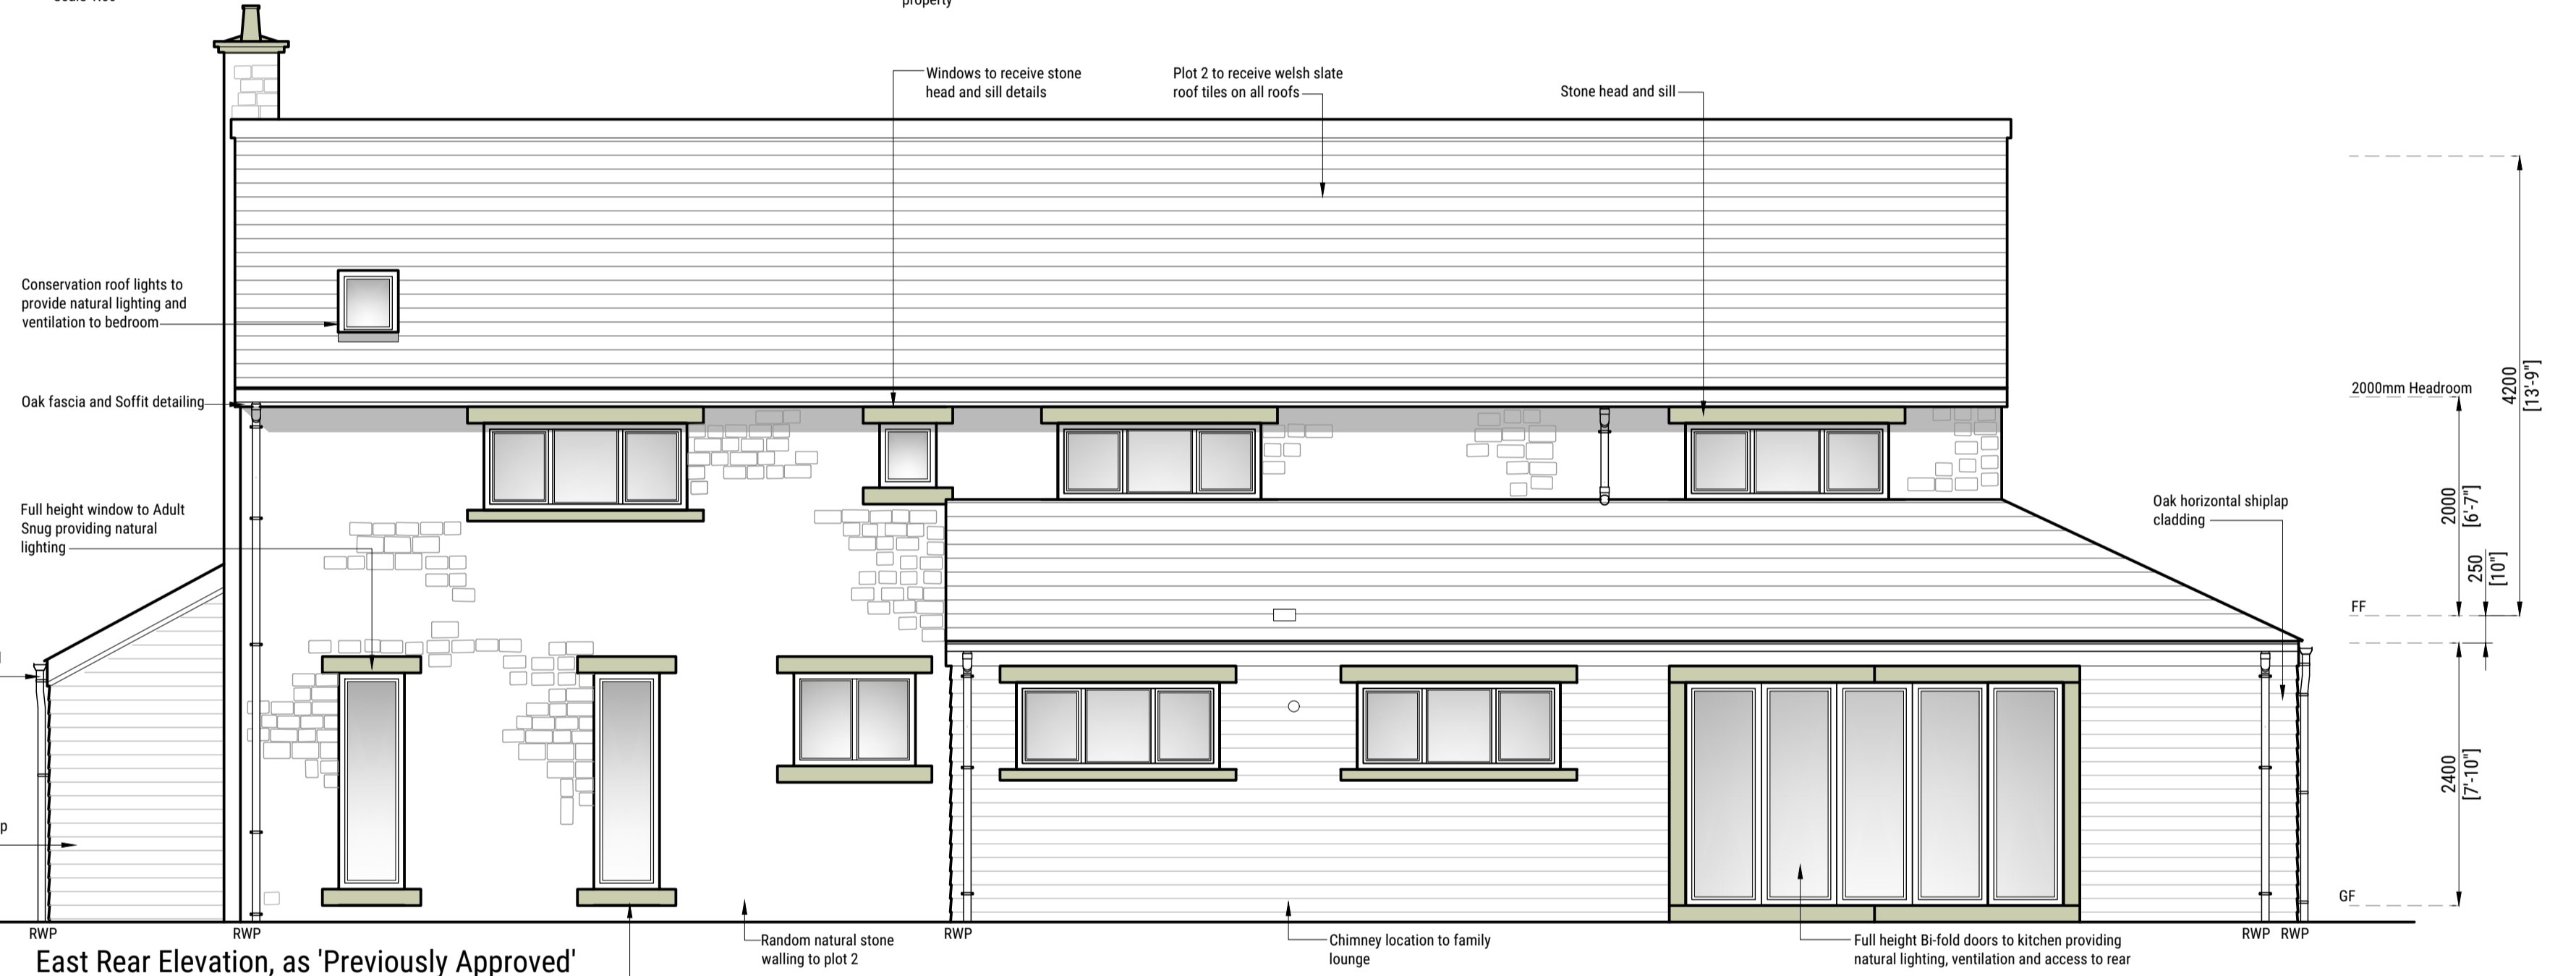 property
Windows to receive stone
head and sill details
Plot 2 to receive welsh slate
roof tiles on all roofs
Stone head and sill
Conservation roof lights to
provide natural lighting and
ventilation to bedroom
Oak fascia and Soffit detailing
Full height window to Adult
Snug providing natural
lighting
2000mm Headroom
4200
[13'-9"]
2000
[6'-7"]
Oak horizontal shiplap
cladding
250
[10"]
FF
2400
[7'-10"]
GF
p
RWP
RWP
RWP
RWP
RWP
Random natural stone
walling to plot 2
Chimney location to family
lounge
Full height Bi-fold doors to kitchen providing
natural lighting, ventilation and access to rear
East Rear Elevation, as 'Previously Approved'